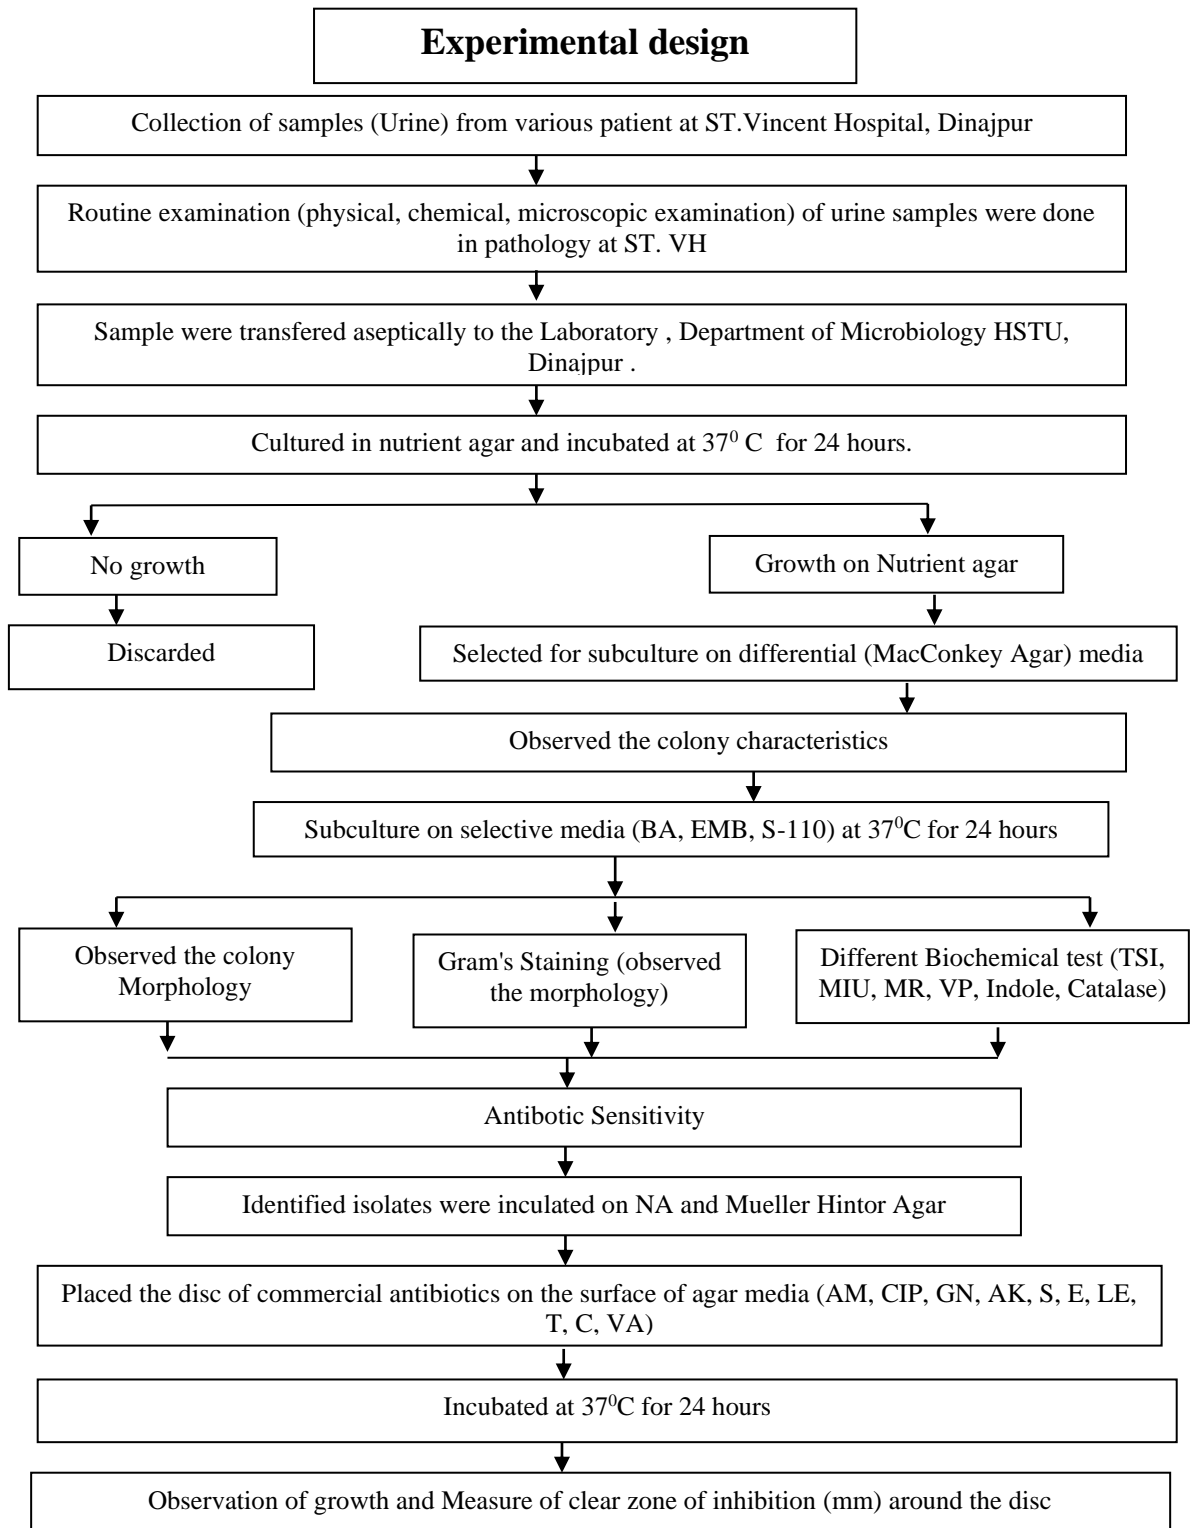 Experimental design
Collection of samples (Urine) from various patient at ST.Vincent Hospital, Dinajpur
Routine examination (physical, chemical, microscopic examination) of urine samples were done
in pathology at ST. VH
Sample were transfered aseptically to the Laboratory , Department of Microbiology HSTU,
Dinajpur .
Cultured in nutrient agar and incubated at 37⁰ C for 24 hours.
No growth
Growth on Nutrient agar
Discarded
Selected for subculture on differential (MacConkey Agar) media
Observed the colony characteristics
Subculture on selective media (BA, EMB, S-110) at 37⁰C for 24 hours
Observed the colony
Morphology
Gram's Staining (observed
the morphology)
Different Biochemical test (TSI,
MIU, MR, VP, Indole, Catalase)
Antibotic Sensitivity
Identified isolates were inculated on NA and Mueller Hintor Agar
Placed the disc of commercial antibiotics on the surface of agar media (AM, CIP, GN, AK, S, E, LE,
T, C, VA)
Incubated at 37⁰C for 24 hours
Observation of growth and Measure of clear zone of inhibition (mm) around the disc